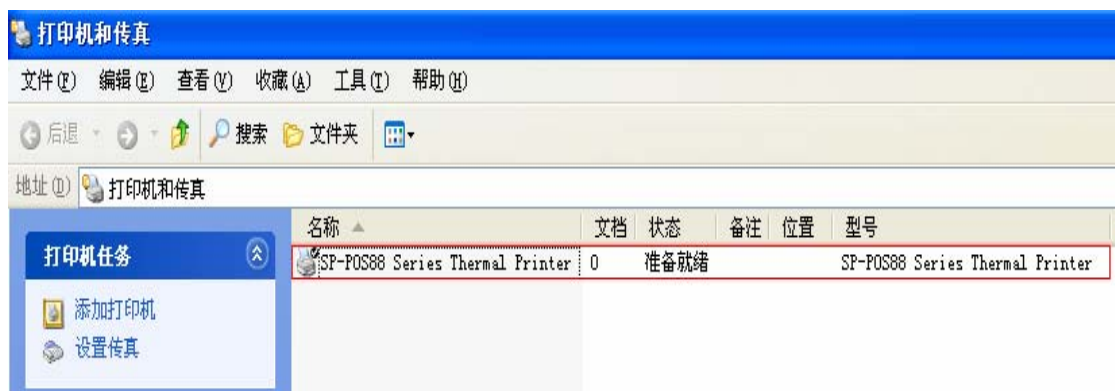 打印机和传真
文件(F) 编辑(E) 查看(V) 收藏(A) 工具(T) 帮助(H)
后退 搜索 文件夹
地址(D) 打印机和传真
名称 文档 状态 备注 位置 型号
打印机任务
SP-POS88 Series Thermal Printer 0 准备就绪 SP-POS88 Series Thermal Printer
添加打印机
设置传真